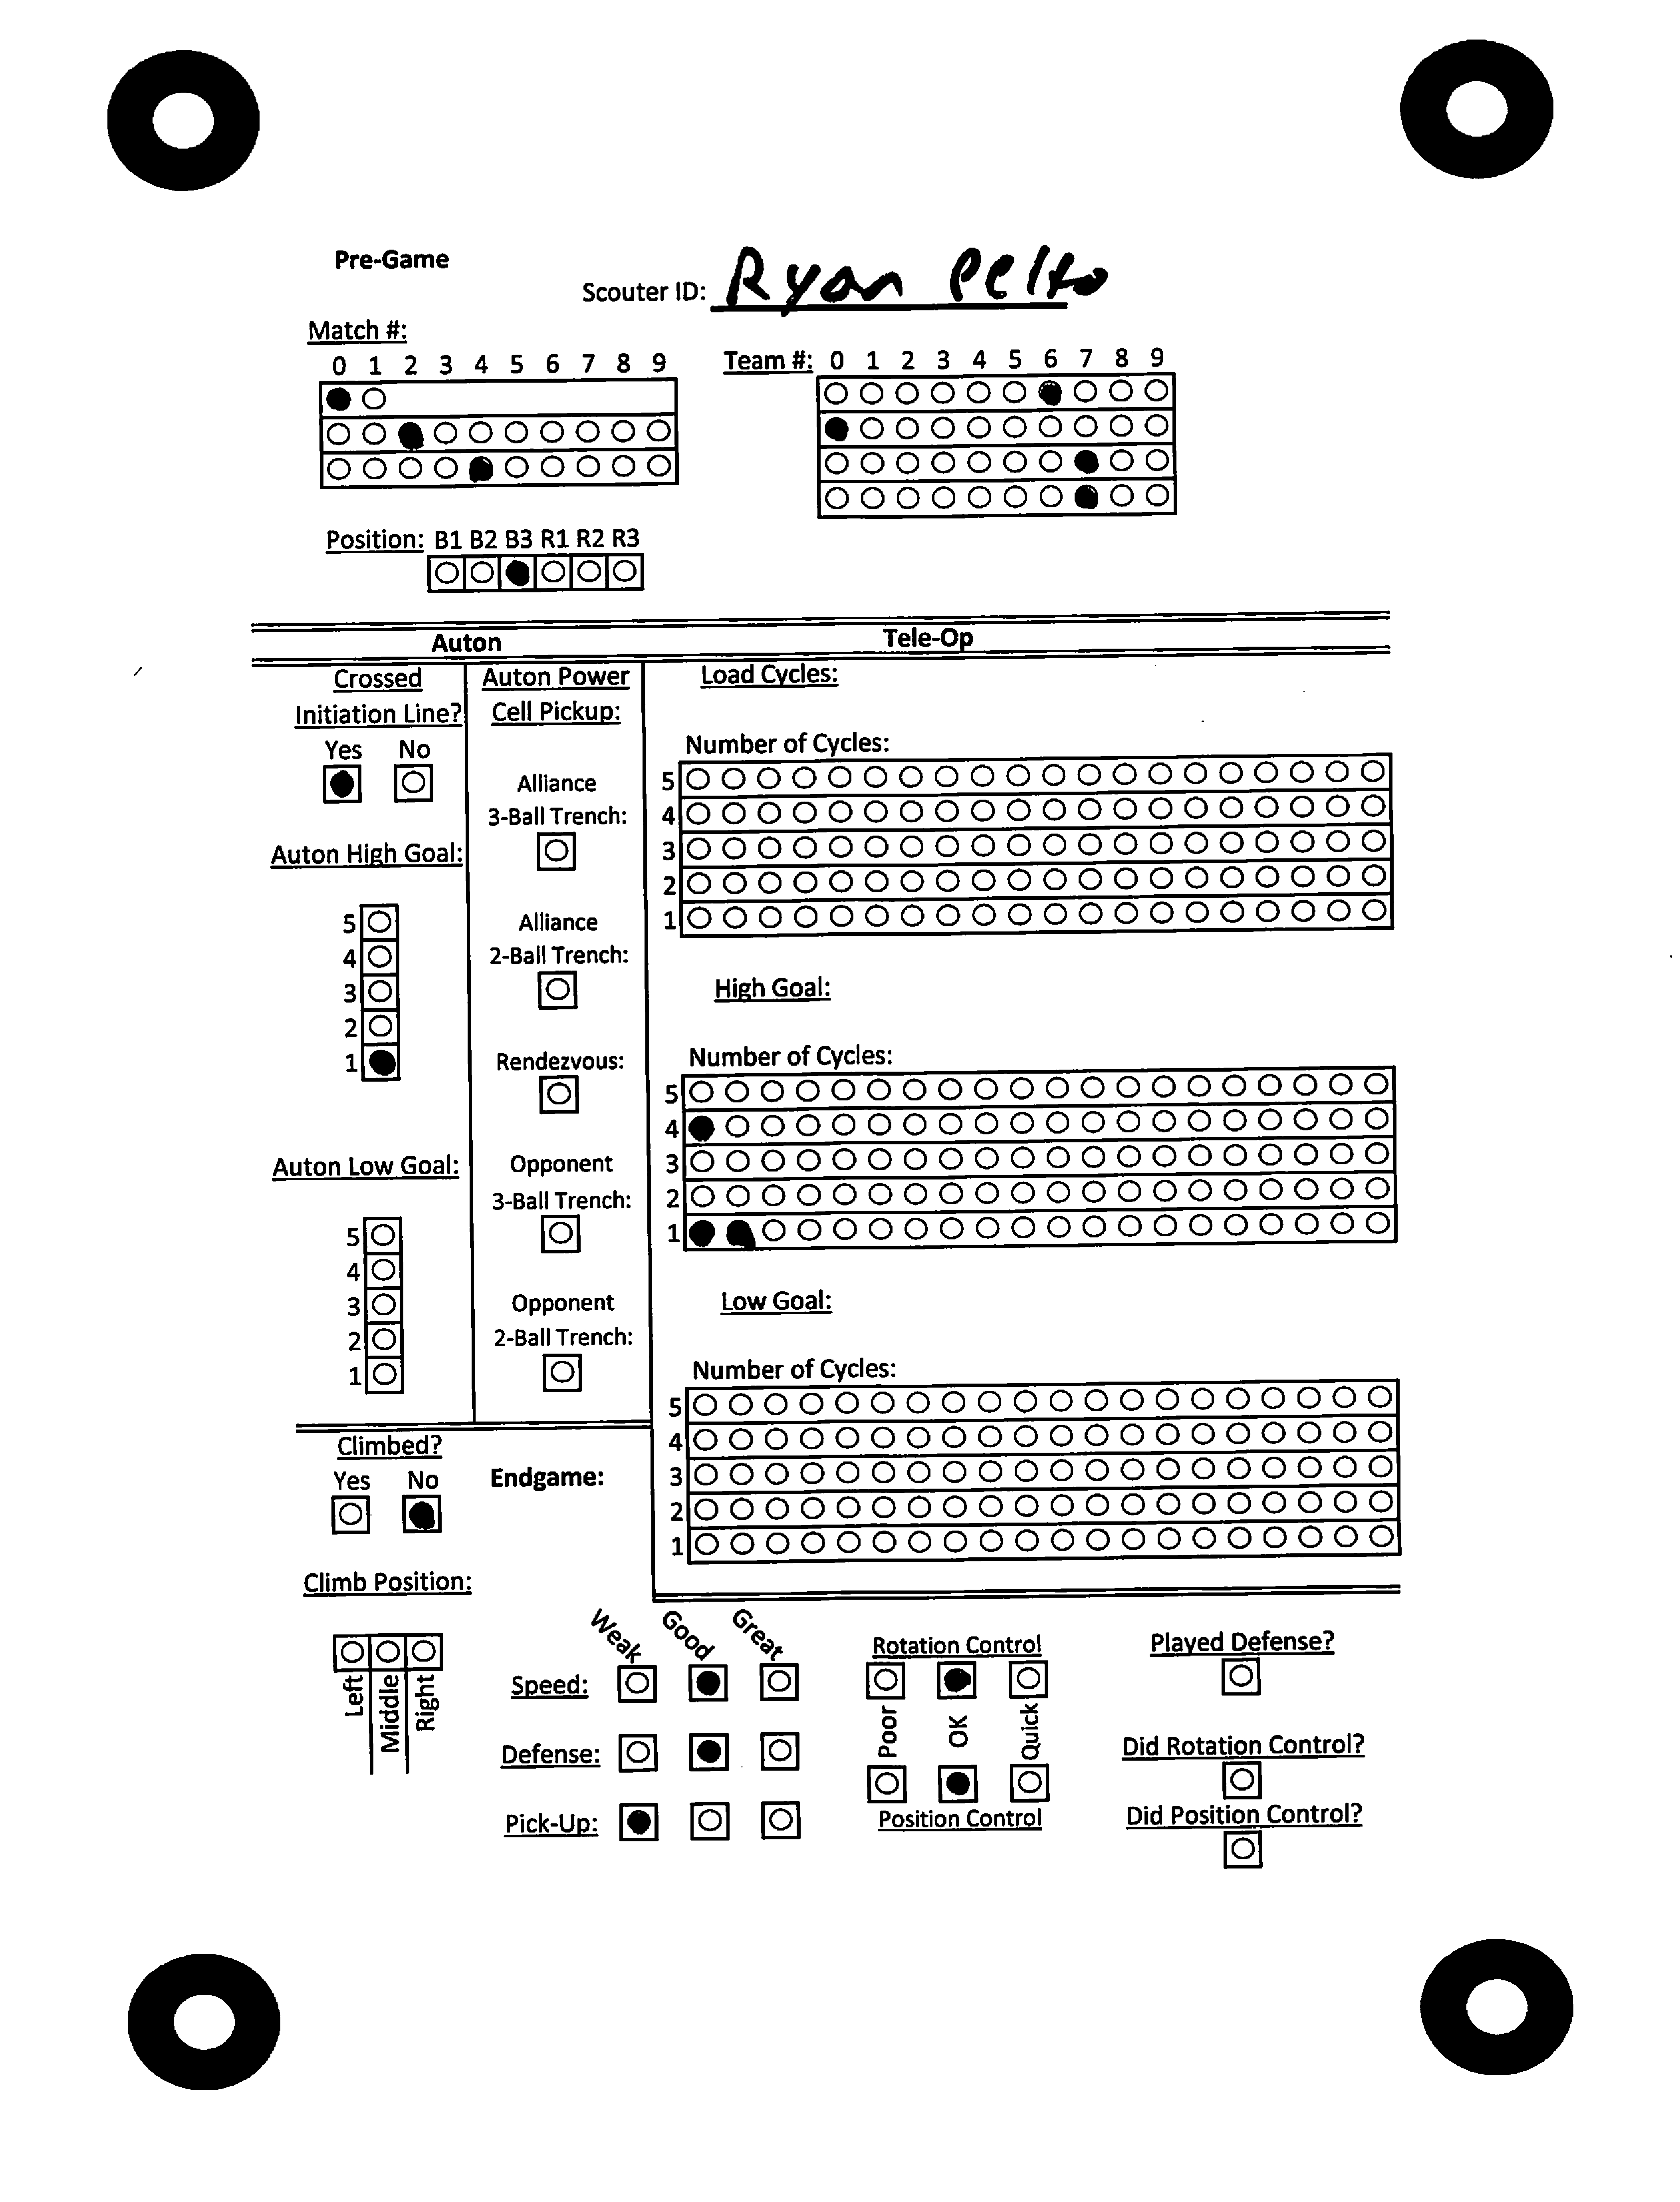 Pre-Game
Scouter ID: Ryan Pelto
Match #:
0 1 2 3 4 5 6 7 8 9
Team #: 0 1 2 3 4 5 6 7 8 9
Position: B1 B2 B3 R1 R2 R3
Auton
Tele-Op
Crossed
Initiation Line?
Yes No
Auton High Goal:
5
4
3
2
1
Auton Low Goal:
5
4
3
2
1
Auton Power
Cell Pickup:
Alliance
3-Ball Trench:
Alliance
2-Ball Trench:
Rendezvous:
Opponent
3-Ball Trench:
Opponent
2-Ball Trench:
Load Cycles:
Number of Cycles:
5
4
3
2
1
High Goal:
Number of Cycles:
5
4
3
2
1
Low Goal:
Number of Cycles:
5
4
3
2
1
Climbed?
Yes No
Endgame:
Climb Position:
Left
Middle
Right
Weak Good Great
Speed:
Defense:
Pick-Up:
Rotation Control
Poor OK Quick
Position Control
Played Defense?
Did Rotation Control?
Did Position Control?